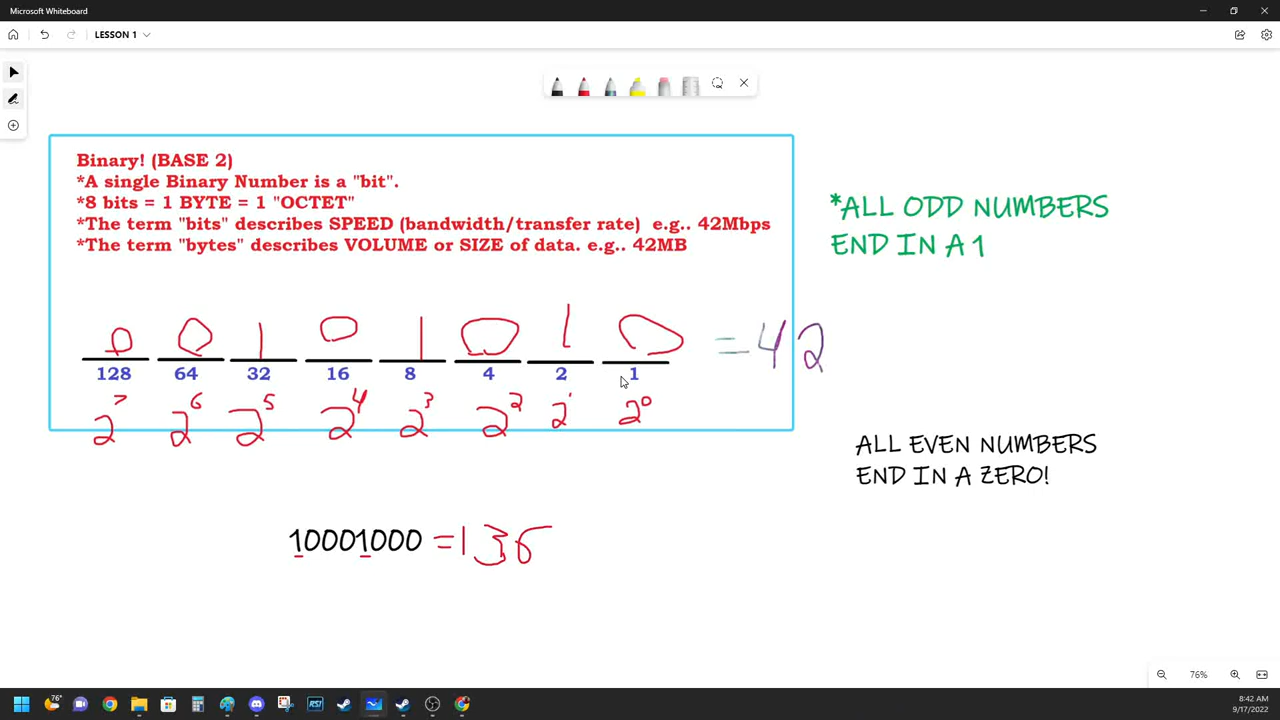 Microsoft Whiteboard
LESSON 1
Binary! (BASE 2)
*A single Binary Number is a "bit".
*8 bits = 1 BYTE = 1 "OCTET"
*The term "bits" describes SPEED (bandwidth/transfer rate) e.g.. 42Mbps
*The term "bytes" describes VOLUME or SIZE of data. e.g.. 42MB
*ALL ODD NUMBERS
END IN A 1
0 0 1 0 1 0 1 0 = 42
128 64 32 16 8 4 2 1
2⁷ 2⁶ 2⁵ 2⁴ 2³ 2² 2¹ 2⁰
ALL EVEN NUMBERS
END IN A ZERO!
10001000 = 136
76%
76°
RSI
8:42 AM
9/17/2022